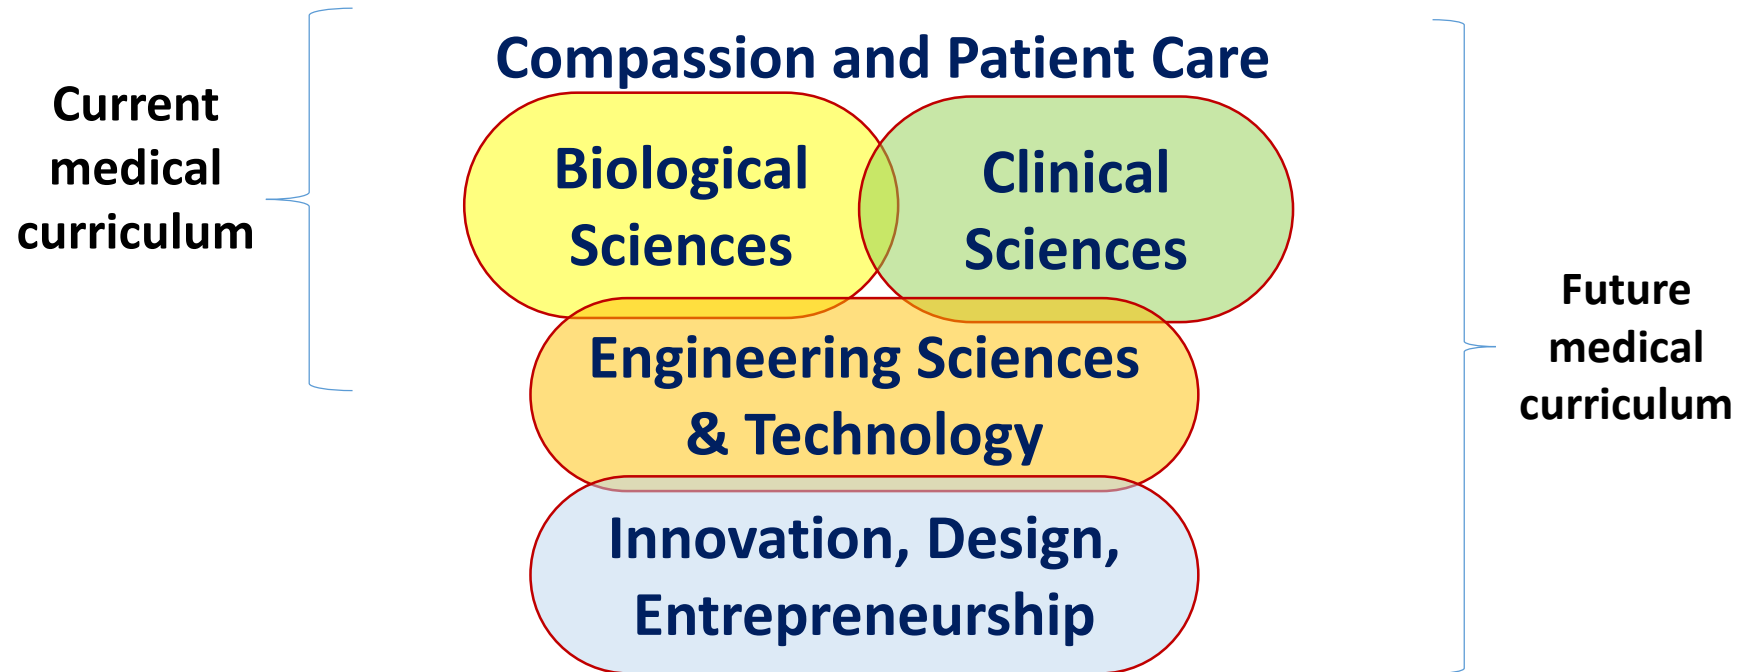 Compassion and Patient Care
Current
medical
curriculum
Biological
Sciences
Clinical
Sciences
Engineering Sciences
& Technology
Innovation, Design,
Entrepreneurship
Future
medical
curriculum